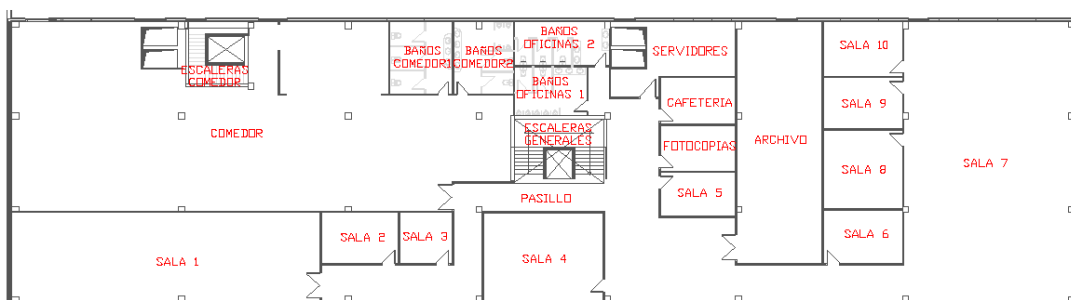 BAÑOS
OFICINAS 2
BAÑOS
COMEDOR1
BAÑOS
COMEDOR2
SERVIDORES
SALA 10
ESCALERAS
COMEDOR
BAÑOS
OFICINAS 1
CAFETERIA
SALA 9
COMEDOR
ESCALERAS
GENERALES
FOTOCOPIAS
ARCHIVO
SALA 8
SALA 7
SALA 5
PASILLO
SALA 2
SALA 3
SALA 6
SALA 1
SALA 4